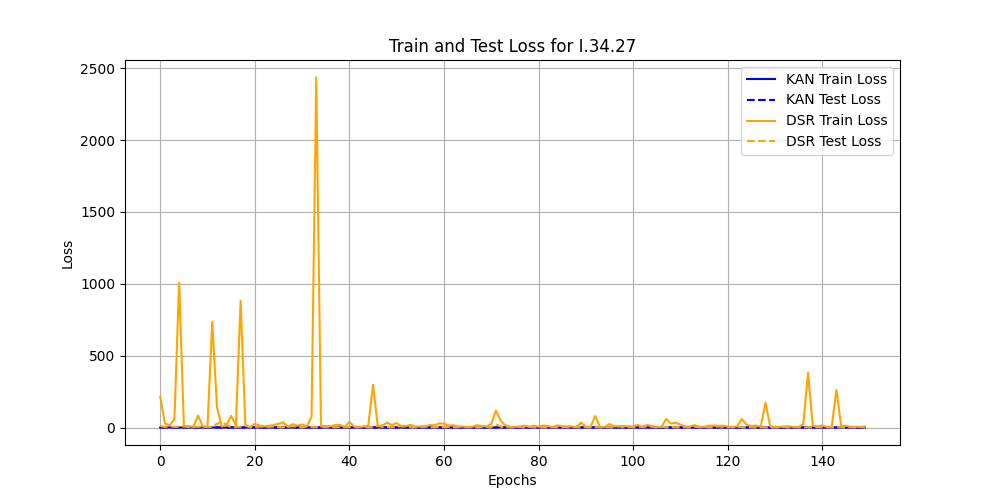 Train and Test Loss for I.34.27
2500
2000
1500
1000
500
0
Loss
KAN Train Loss
KAN Test Loss
DSR Train Loss
DSR Test Loss
0 20 40 60 80 100 120 140
Epochs